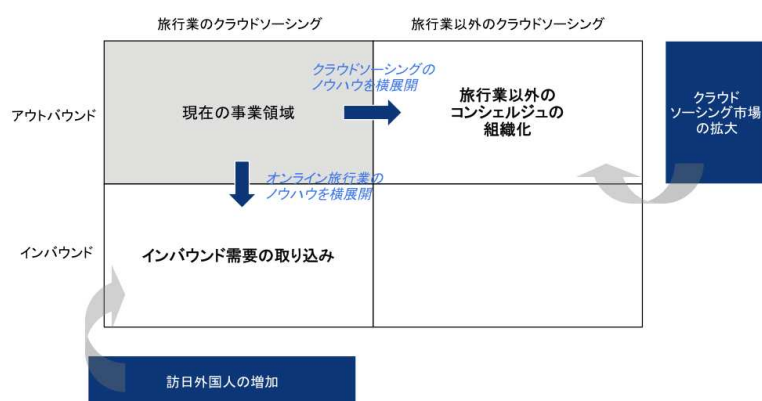 旅行業のクラウドソーシング
旅行業以外のクラウドソーシング
アウトバウンド
現在の事業領域
クラウドソーシングの
ノウハウを横展開
旅行業以外の
コンシェルジュの
組織化
クラウド
ソーシング市場
の拡大
オンライン旅行業の
ノウハウを横展開
インバウンド
インバウンド需要の取り込み
訪日外国人の増加